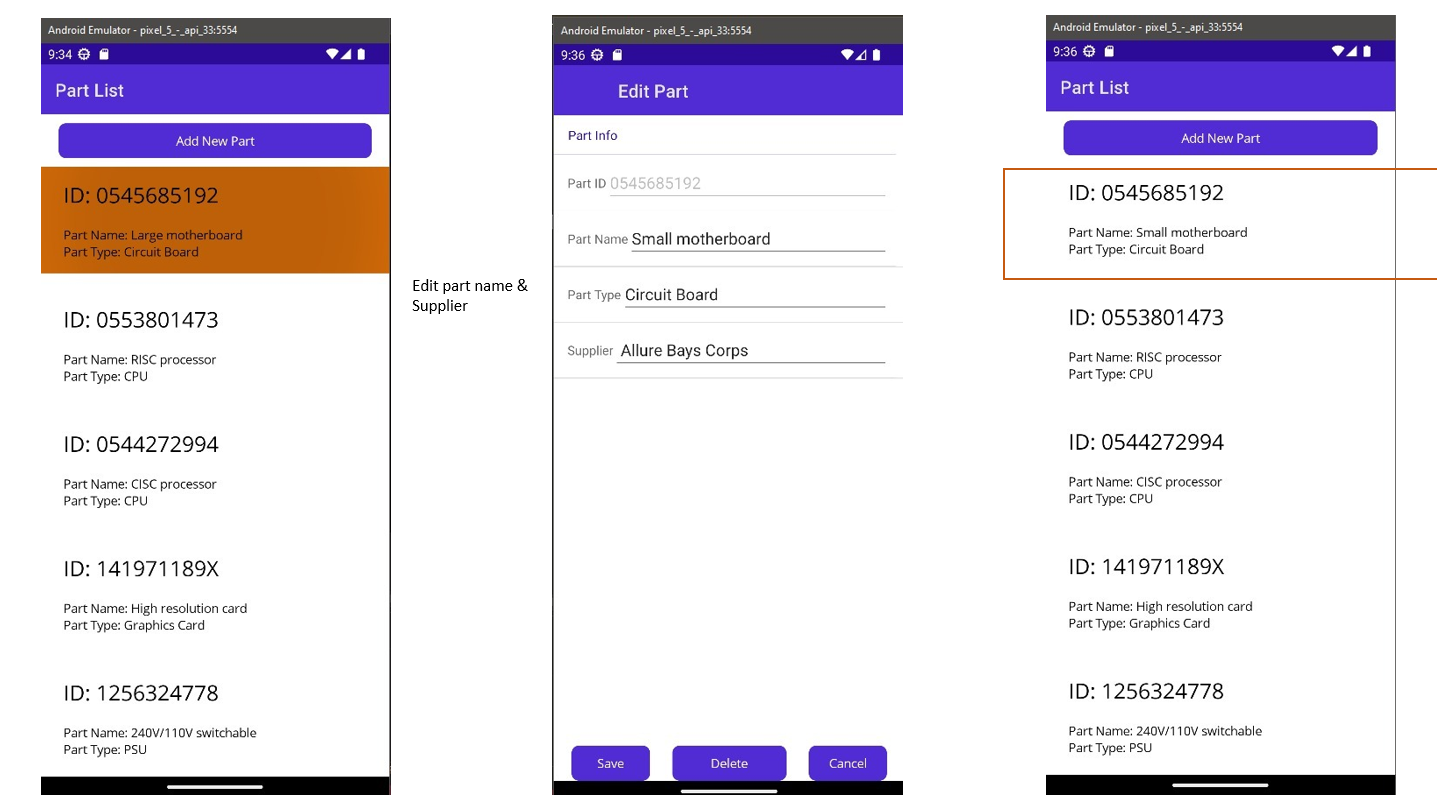 Android Emulator - pixel_5_-_api_33:5554
9:34
Part List
Add New Part
ID: 0545685192
Part Name: Large motherboard
Part Type: Circuit Board
ID: 0553801473
Part Name: RISC processor
Part Type: CPU
ID: 0544272994
Part Name: CISC processor
Part Type: CPU
ID: 141971189X
Part Name: High resolution card
Part Type: Graphics Card
ID: 1256324778
Part Name: 240V/110V switchable
Part Type: PSU
Edit part name &
Supplier
Android Emulator - pixel_5_-_api_33:5554
9:36
Edit Part
Part Info
Part ID 0545685192
Part Name Small motherboard
Part Type Circuit Board
Supplier Allure Bays Corps
Save Delete Cancel
Android Emulator - pixel_5_-_api_33:5554
9:36
Part List
Add New Part
ID: 0545685192
Part Name: Small motherboard
Part Type: Circuit Board
ID: 0553801473
Part Name: RISC processor
Part Type: CPU
ID: 0544272994
Part Name: CISC processor
Part Type: CPU
ID: 141971189X
Part Name: High resolution card
Part Type: Graphics Card
ID: 1256324778
Part Name: 240V/110V switchable
Part Type: PSU